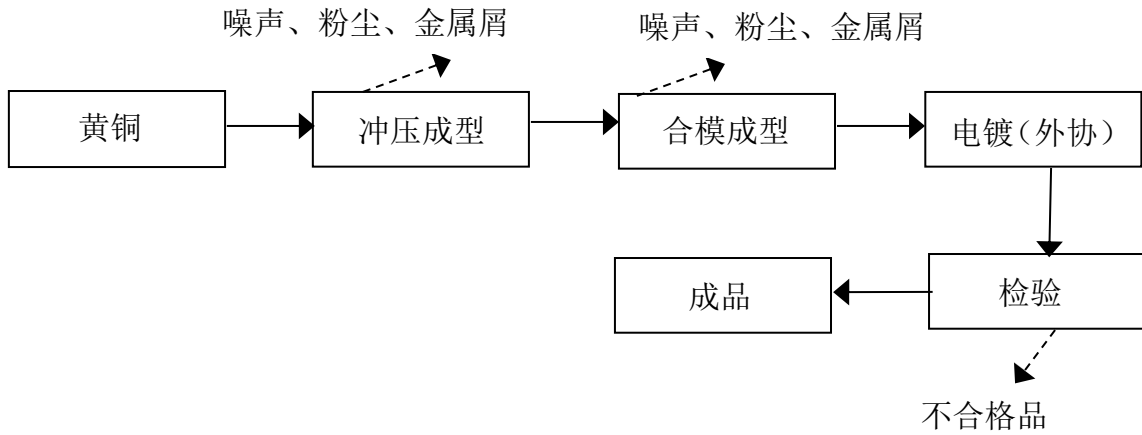 噪声、粉尘、金属屑
噪声、粉尘、金属屑
黄铜
冲压成型
合模成型
电镀（外协）
成品
检验
不合格品